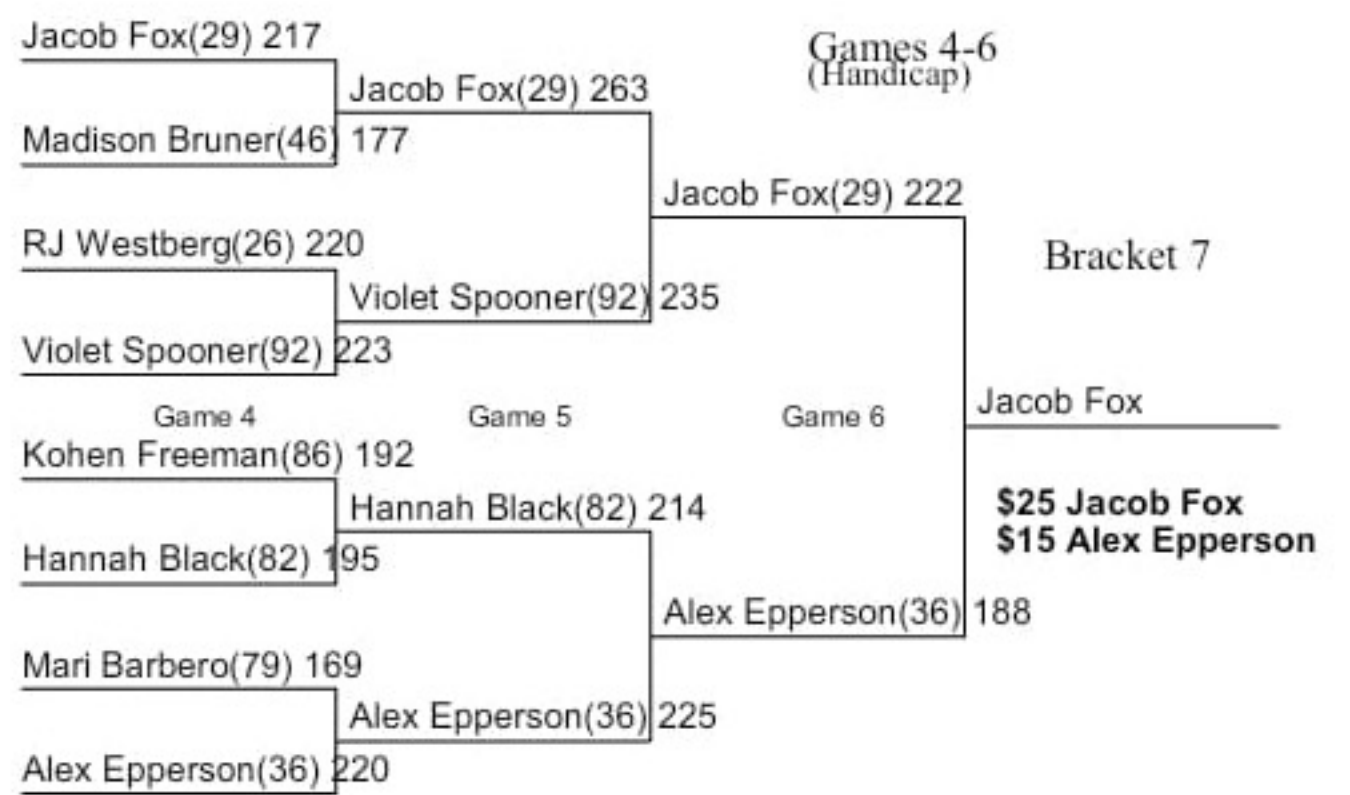 Jacob Fox(29) 217
Games 4-6
(Handicap)
Jacob Fox(29) 263
Madison Bruner(46) 177
Jacob Fox(29) 222
RJ Westberg(26) 220
Bracket 7
Violet Spooner(92) 235
Violet Spooner(92) 223
Jacob Fox
Game 4 Game 5 Game 6
Kohen Freeman(86) 192
Hannah Black(82) 214
$25 Jacob Fox
$15 Alex Epperson
Hannah Black(82) 195
Alex Epperson(36) 188
Mari Barbero(79) 169
Alex Epperson(36) 225
Alex Epperson(36) 220